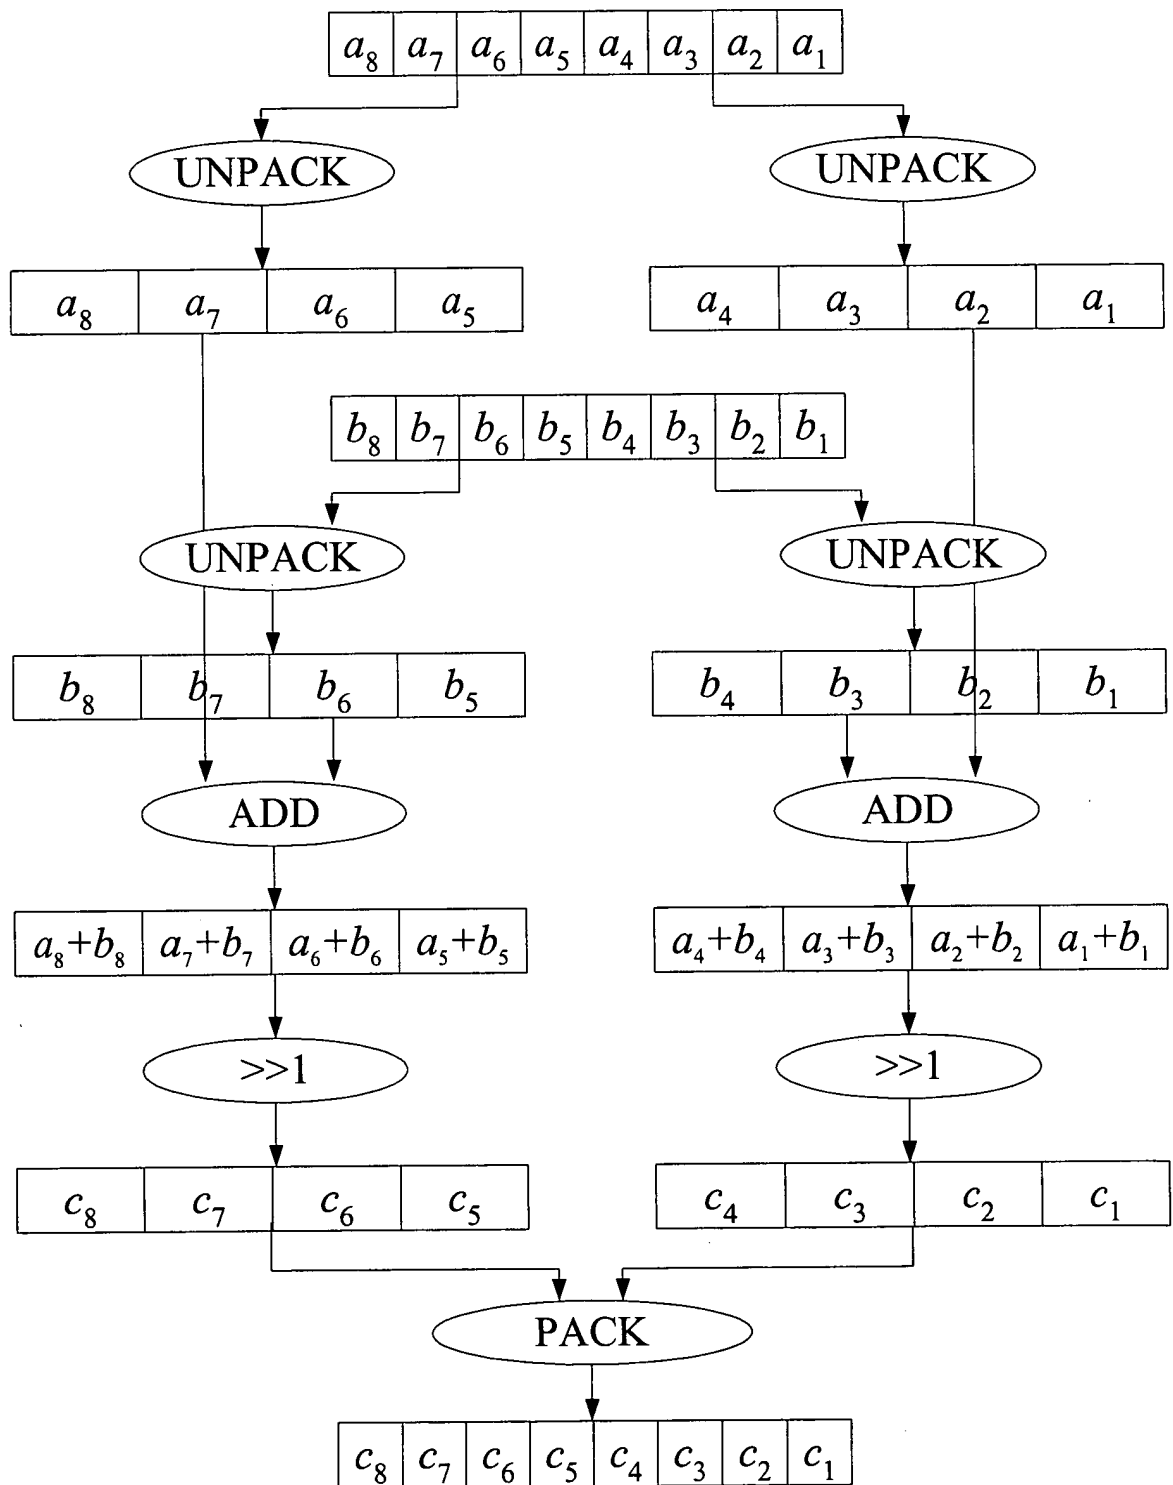 a₈ a₇ a₆ a₅ a₄ a₃ a₂ a₁
UNPACK UNPACK
a₈ a₇ a₆ a₅ a₄ a₃ a₂ a₁
b₈ b₇ b₆ b₅ b₄ b₃ b₂ b₁
UNPACK UNPACK
b₈ b₇ b₆ b₅ b₄ b₃ b₂ b₁
ADD ADD
a₈+b₈ a₇+b₇ a₆+b₆ a₅+b₅ a₄+b₄ a₃+b₃ a₂+b₂ a₁+b₁
>>1 >>1
c₈ c₇ c₆ c₅ c₄ c₃ c₂ c₁
PACK
c₈ c₇ c₆ c₅ c₄ c₃ c₂ c₁